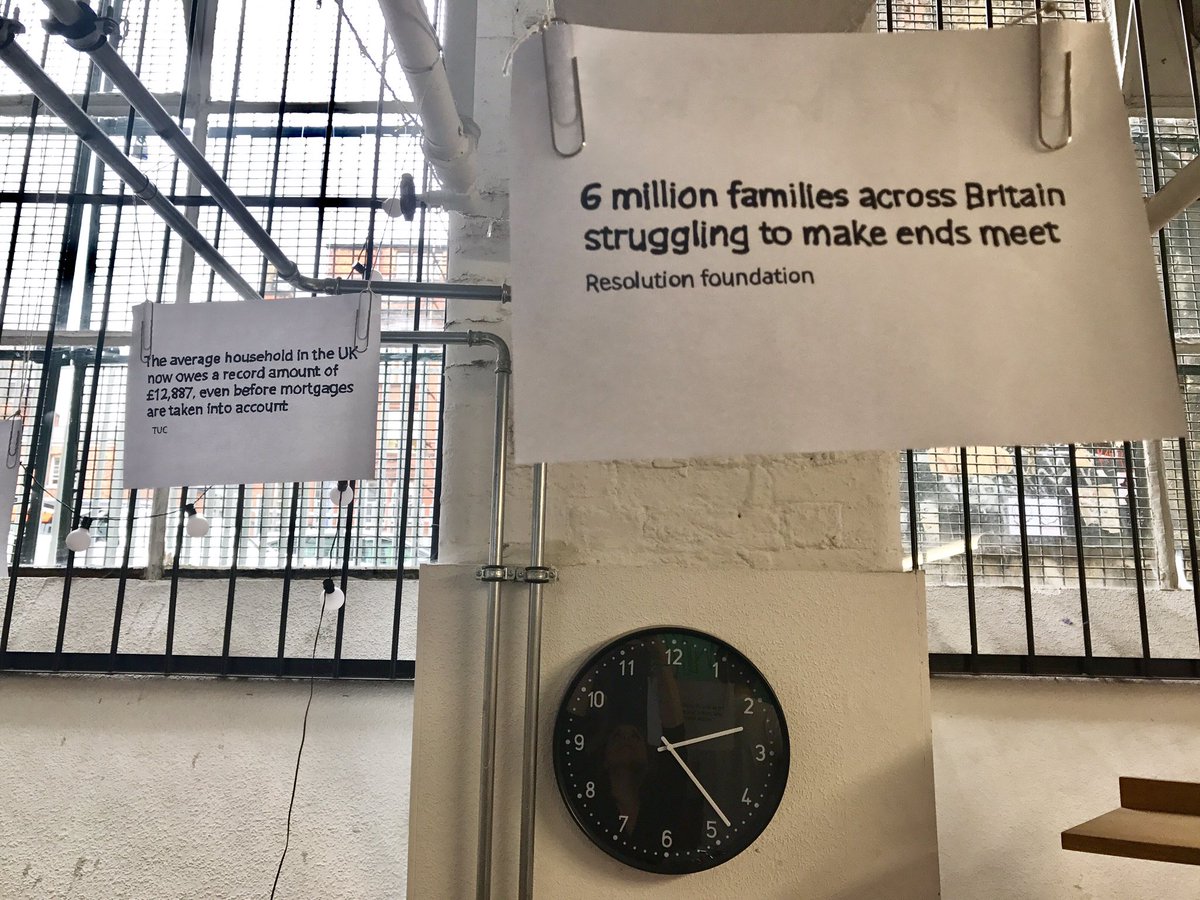 6 million families across Britain
struggling to make ends meet
Resolution foundation
The average household in the UK
now owes a record amount of
£12,887, even before mortgages
are taken into account
TUC
12
1
2
3
4
5
6
7
8
9
10
11